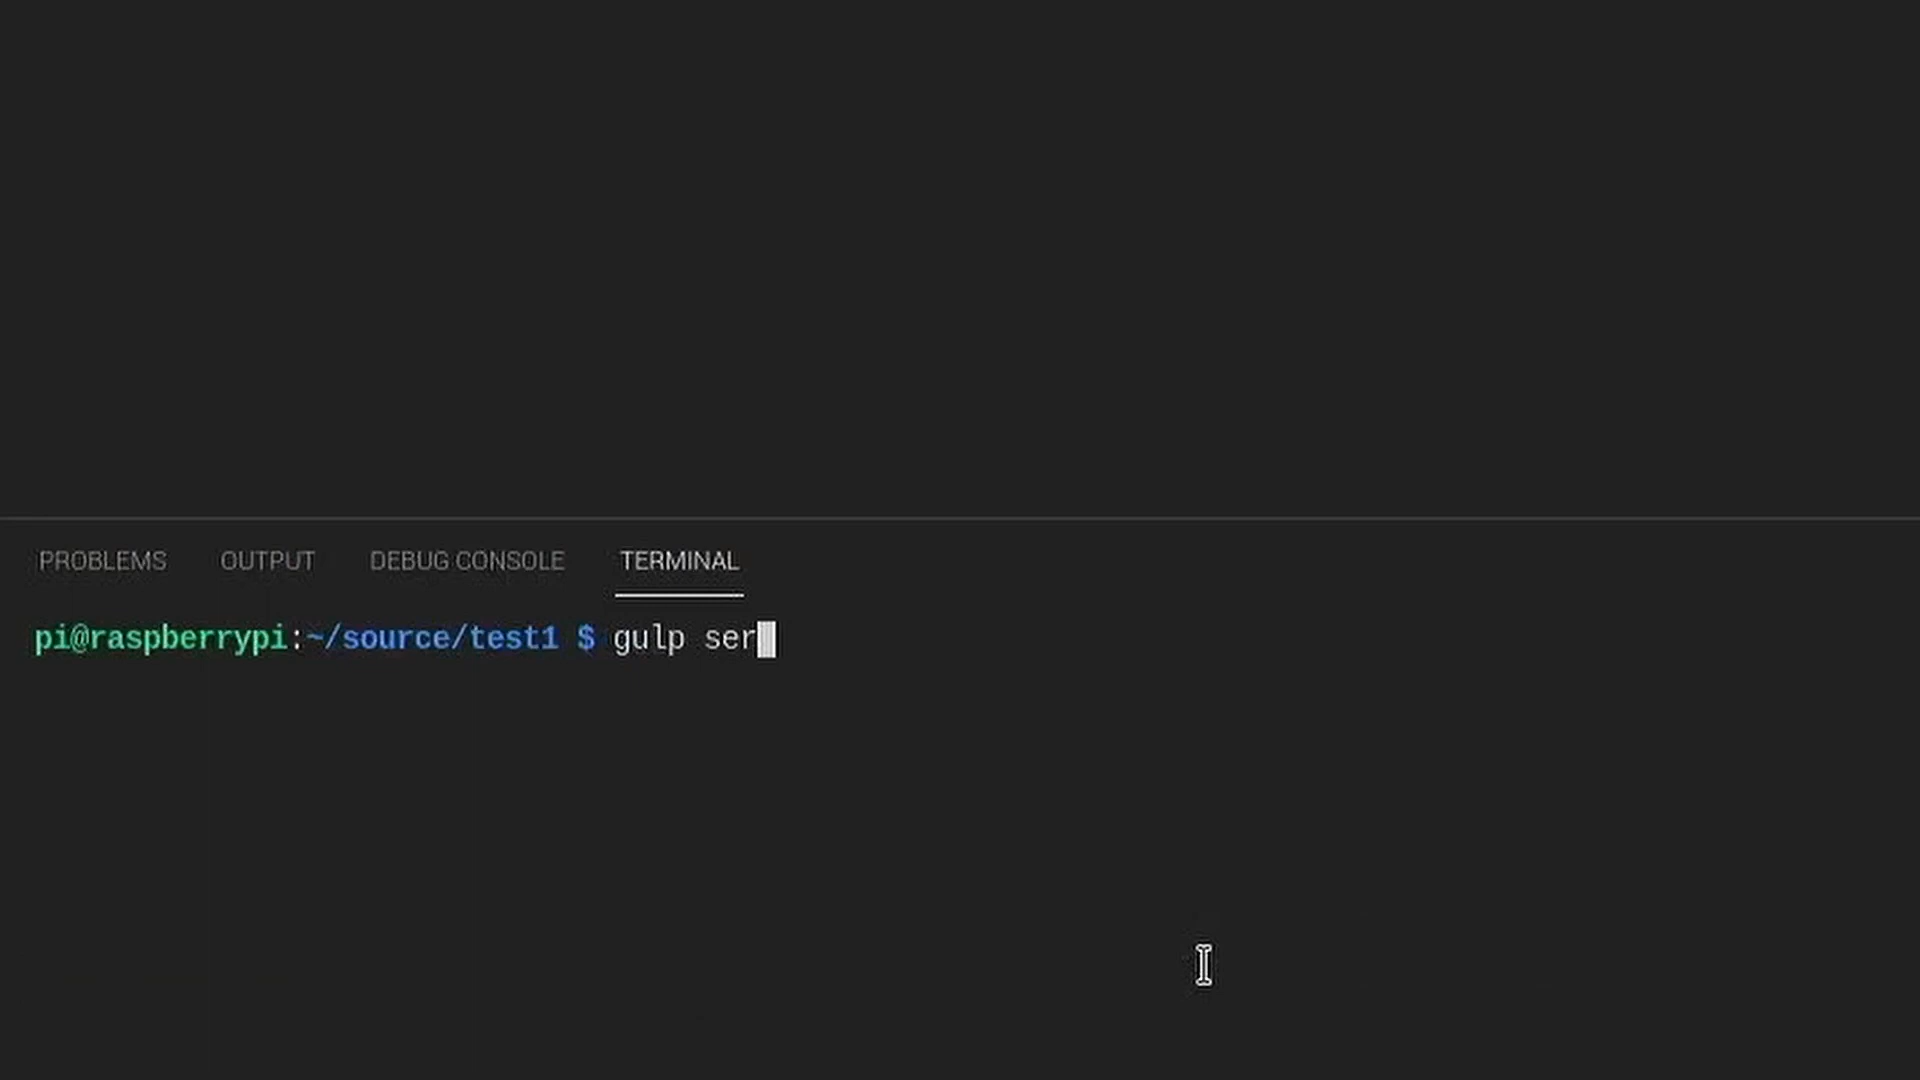 PROBLEMS OUTPUT DEBUG CONSOLE TERMINAL
pi@raspberrypi:~/source/test1 $ gulp ser